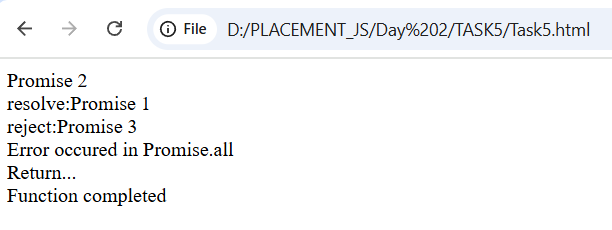 File D:/PLACEMENT_JS/Day%202/TASK5/Task5.html
Promise 2
resolve:Promise 1
reject:Promise 3
Error occured in Promise.all
Return...
Function completed